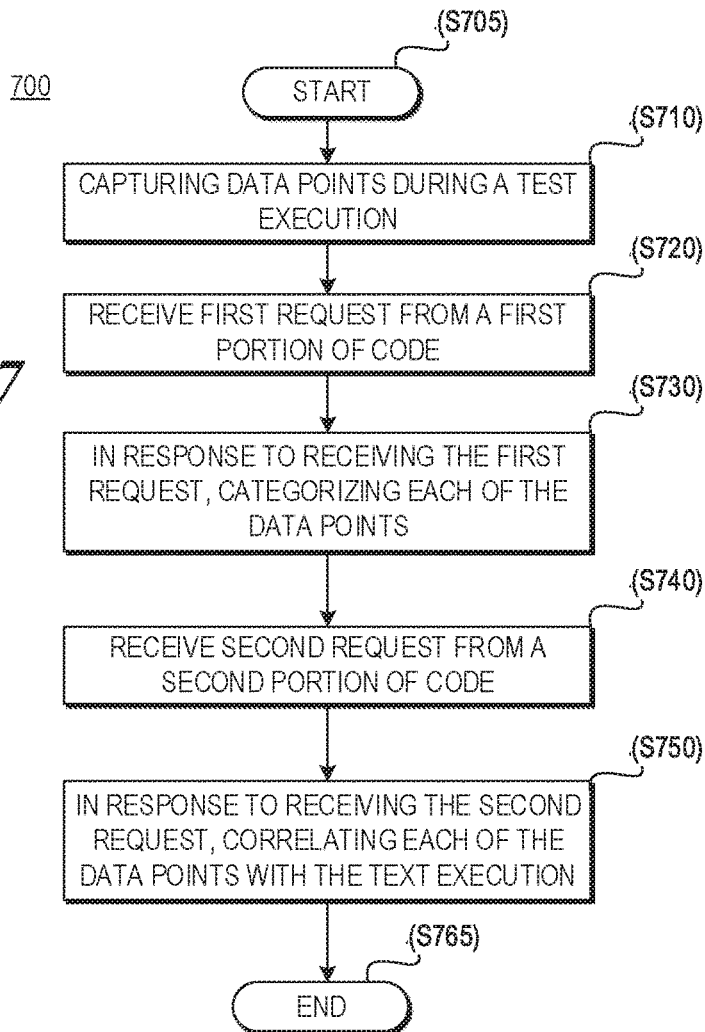 (S705)
700
START
(S710)
CAPTURING DATA POINTS DURING A TEST
EXECUTION
(S720)
RECEIVE FIRST REQUEST FROM A FIRST
PORTION OF CODE
7
(S730)
IN RESPONSE TO RECEIVING THE FIRST
REQUEST, CATEGORIZING EACH OF THE
DATA POINTS
(S740)
RECEIVE SECOND REQUEST FROM A
SECOND PORTION OF CODE
(S750)
IN RESPONSE TO RECEIVING THE SECOND
REQUEST, CORRELATING EACH OF THE
DATA POINTS WITH THE TEXT EXECUTION
(S765)
END